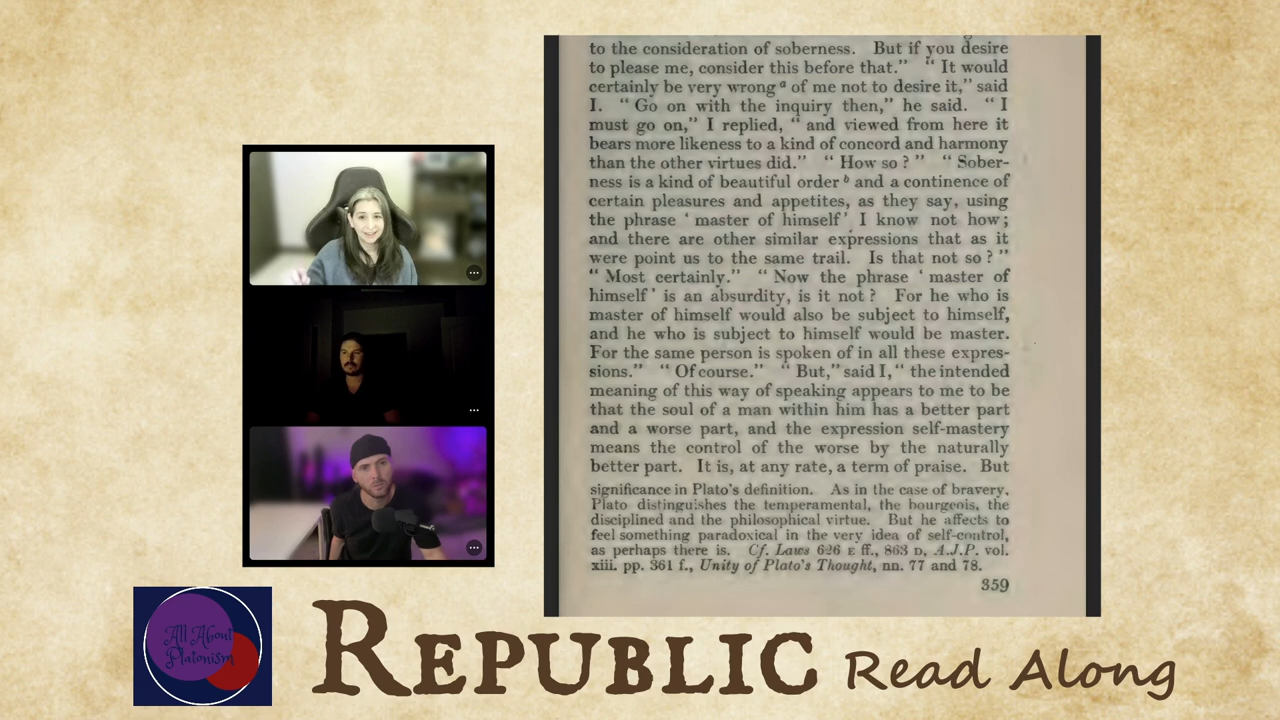 to the consideration of soberness. But if you desire
to please me, consider this before that.” “ It would
certainly be very wrong a of me not to desire it,” said
I. “ Go on with the inquiry then,” he said. “ I
must go on,” I replied, “ and viewed from here it
bears more likeness to a kind of concord and harmony
than the other virtues did.” “ How so ? ” “ Sober-
ness is a kind of beautiful order b and a continence of
certain pleasures and appetites, as they say, using
the phrase ‘ master of himself ’ I know not how ;
and there are other similar expressions that as it
were point us to the same trail. Is that not so ? ”
“ Most certainly.” “ Now the phrase ‘ master of
himself ’ is an absurdity, is it not ? For he who is
master of himself would also be subject to himself,
and he who is subject to himself would be master.
For the same person is spoken of in all these expres-
sions.” “ Of course.” “ But,” said I, “ the intended
meaning of this way of speaking appears to me to be
that the soul of a man within him has a better part
and a worse part, and the expression self-mastery
means the control of the worse by the naturally
better part. It is, at any rate, a term of praise. But
significance in Plato’s definition. As in the case of bravery,
Plato distinguishes the temperamental, the bourgeois, the
disciplined and the philosophical virtue. But he affects to
feel something paradoxical in the very idea of self-control,
as perhaps there is. Cf. Laws 626 E ff., 863 D, A.J.P. vol.
xiii. pp. 361 f., Unity of Plato’s Thought, nn. 77 and 78.
359
All About
Platonism
REPUBLIC Read Along